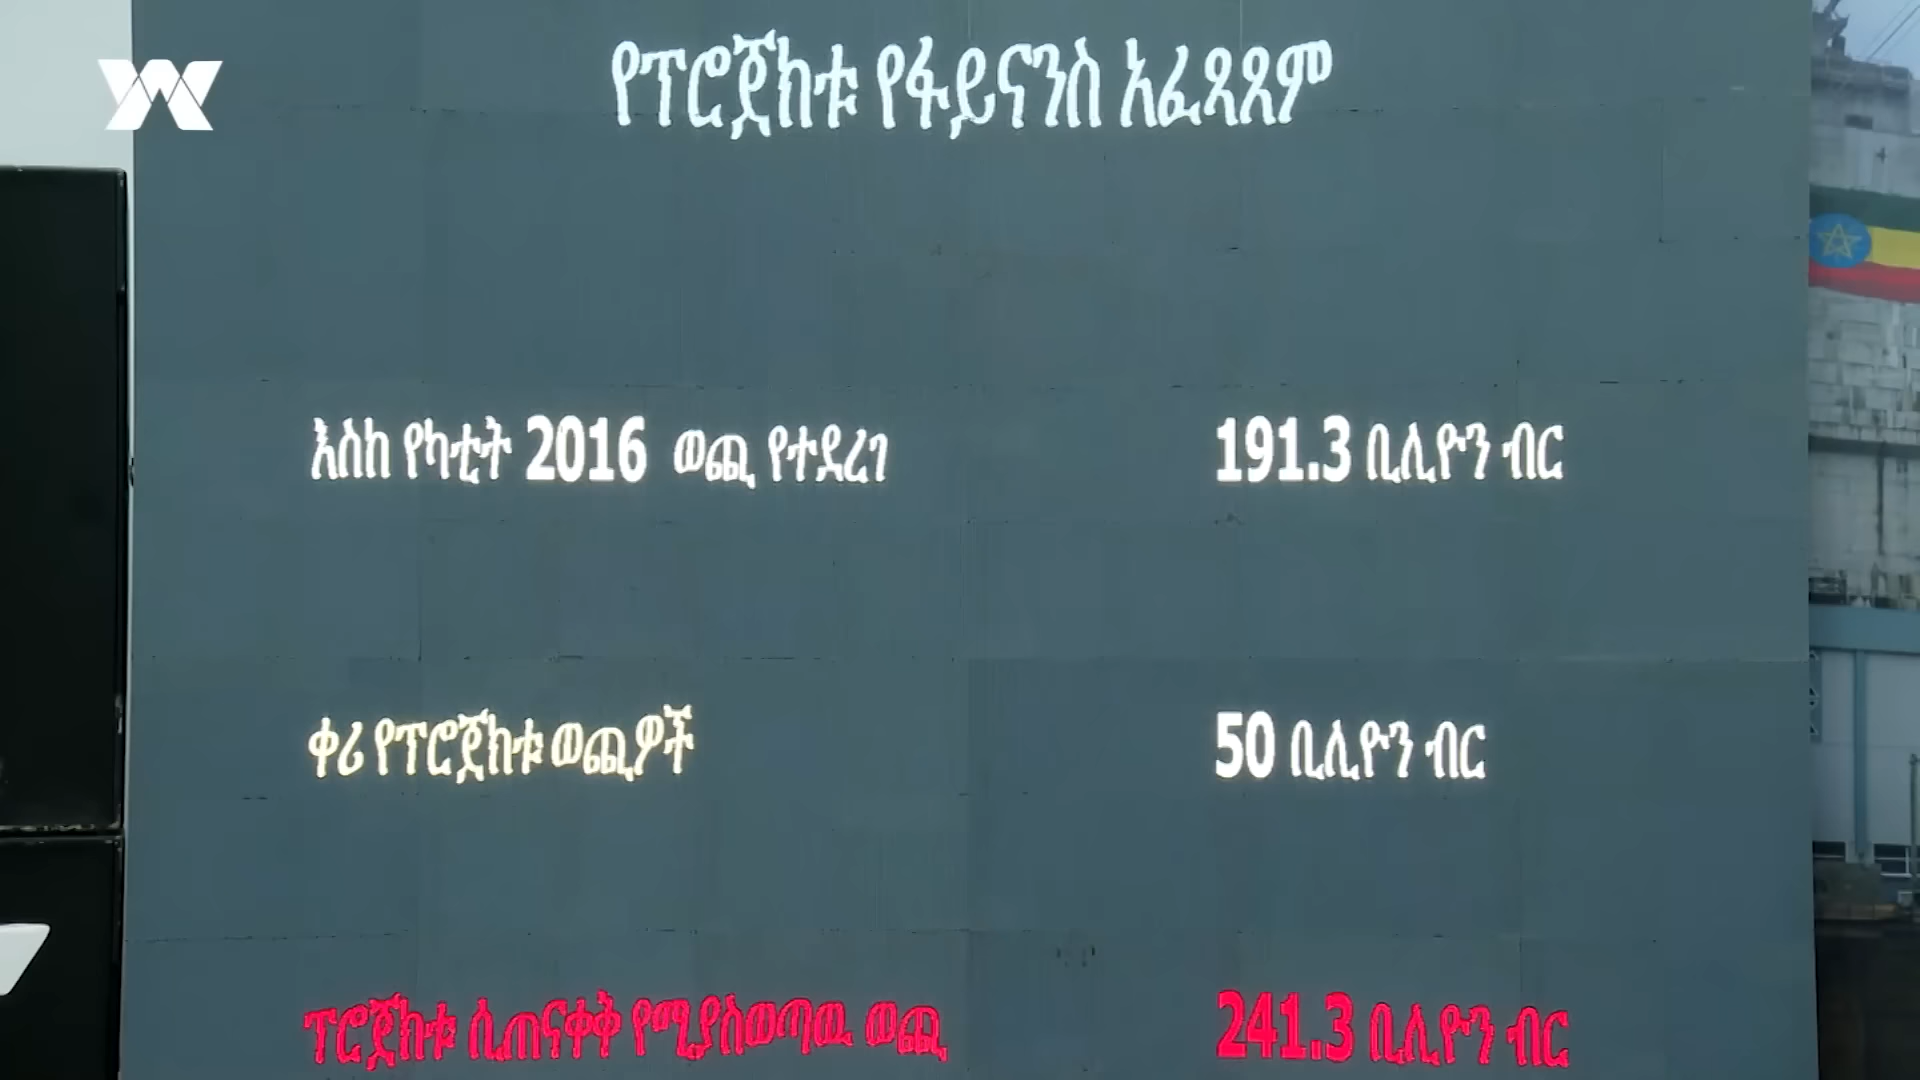 የፕሮጀክቱ የፋይናንስ አፈጻጸም
እስከ የካቲት 2016 ወጪ የተደረገ 191.3 ቢሊዮን ብር
ቀሪ የፕሮጀክቱ ወጪዎች 50 ቢሊዮን ብር
ፕሮጀክቱ ሲጠናቀቅ የሚያስወጣዉ ወጪ 241.3 ቢሊዮን ብር